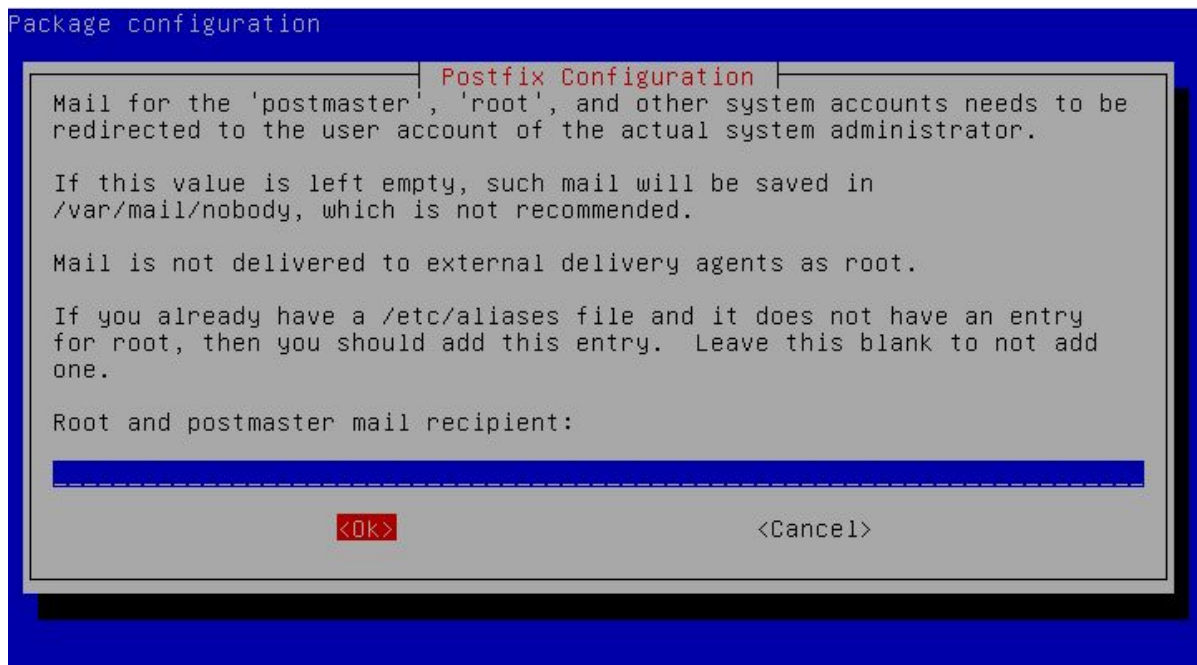 Package configuration
Postfix Configuration
Mail for the 'postmaster', 'root', and other system accounts needs to be
redirected to the user account of the actual system administrator.
If this value is left empty, such mail will be saved in
/var/mail/nobody, which is not recommended.
Mail is not delivered to external delivery agents as root.
If you already have a /etc/aliases file and it does not have an entry
for root, then you should add this entry.  Leave this blank to not add
one.
Root and postmaster mail recipient:
<Ok> <Cancel>